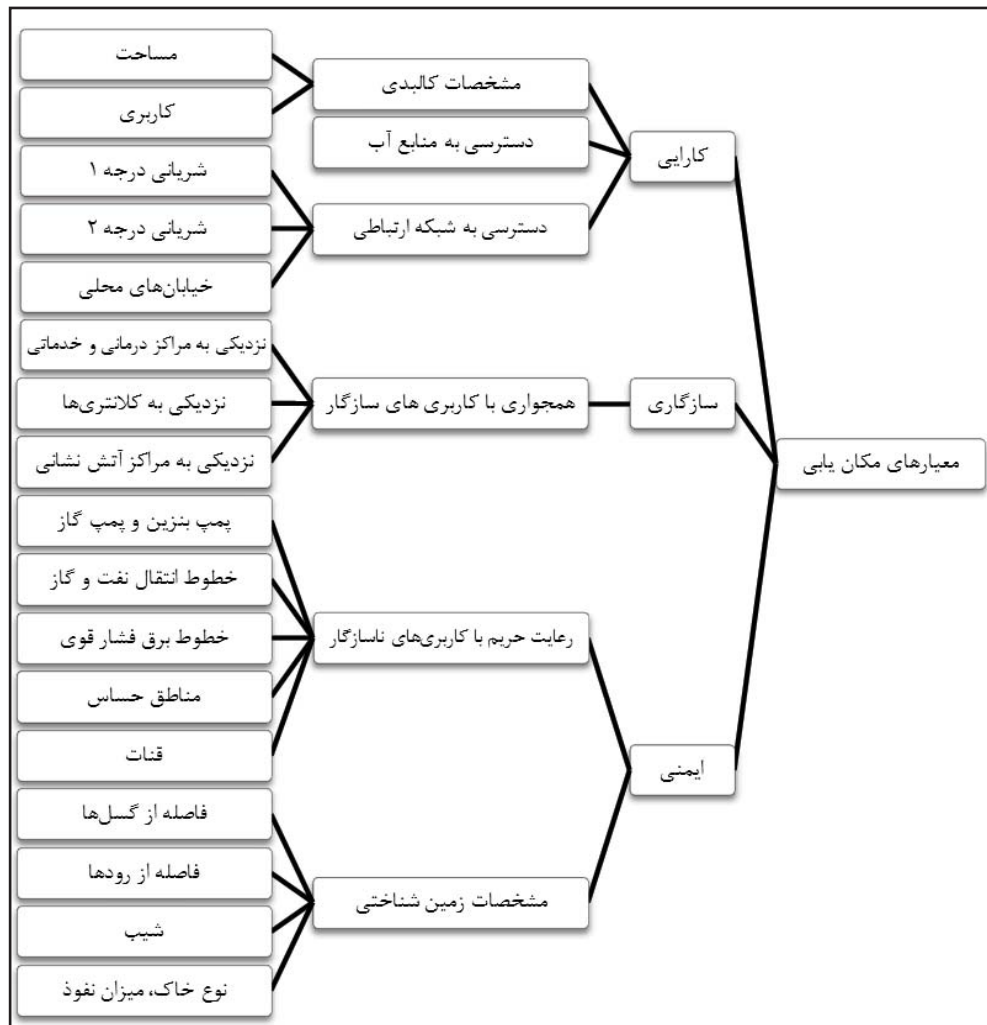 معیارهای مکان یابی
کارایی
مشخصات کالبدی
مساحت
کاربری
دسترسی به منابع آب
دسترسی به شبکه ارتباطی
شریانی درجه ۱
شریانی درجه ۲
خیابان‌های محلی
سازگاری
همجواری با کاربری های سازگار
نزدیکی به مراکز درمانی و خدماتی
نزدیکی به کلانتری‌ها
نزدیکی به مراکز آتش نشانی
ایمنی
رعایت حریم با کاربری‌های ناسازگار
پمپ بنزین و پمپ گاز
خطوط انتقال نفت و گاز
خطوط برق فشار قوی
مناطق حساس
قنات
مشخصات زمین شناختی
فاصله از گسل‌ها
فاصله از رودها
شیب
نوع خاک، میزان نفوذ